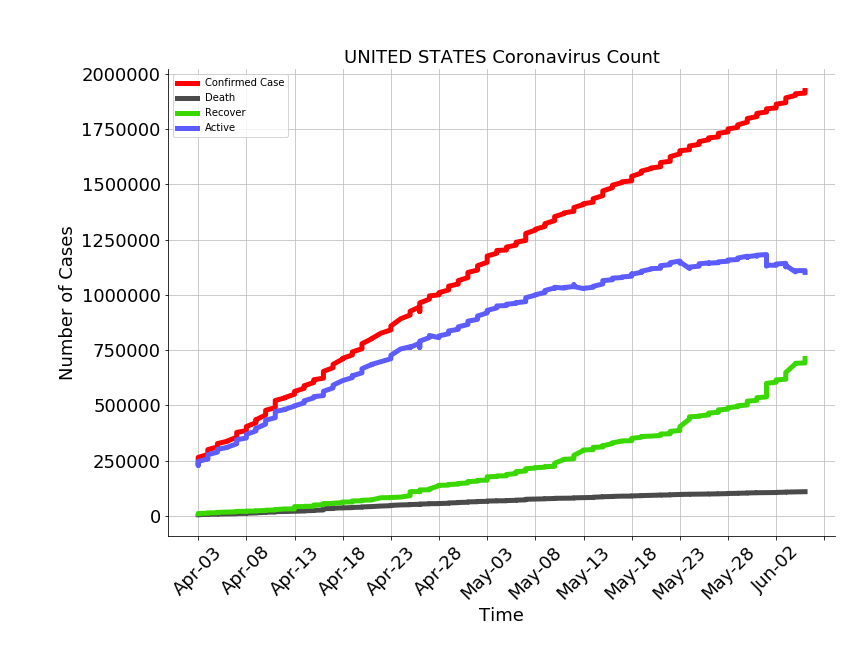 UNITED STATES Coronavirus Count
Confirmed Case
Death
Recover
Active
2000000
1750000
1500000
1250000
1000000
750000
500000
250000
0
Number of Cases
Apr-03
Apr-08
Apr-13
Apr-18
Apr-23
Apr-28
May-03
May-08
May-13
May-18
May-23
May-28
Jun-02
Time